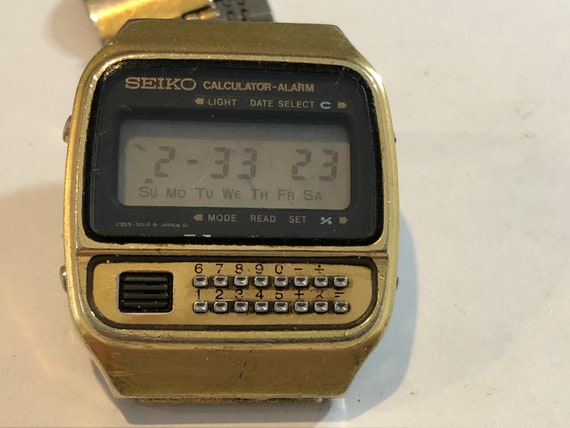 SEIKO CALCULATOR-ALARM
LIGHT DATE SELECT C
2-33 23
SU MO TU WE TH FR SA
MODE READ SET
JAPAN
6 7 8 9 0 - ÷
1 2 3 4 5 + =